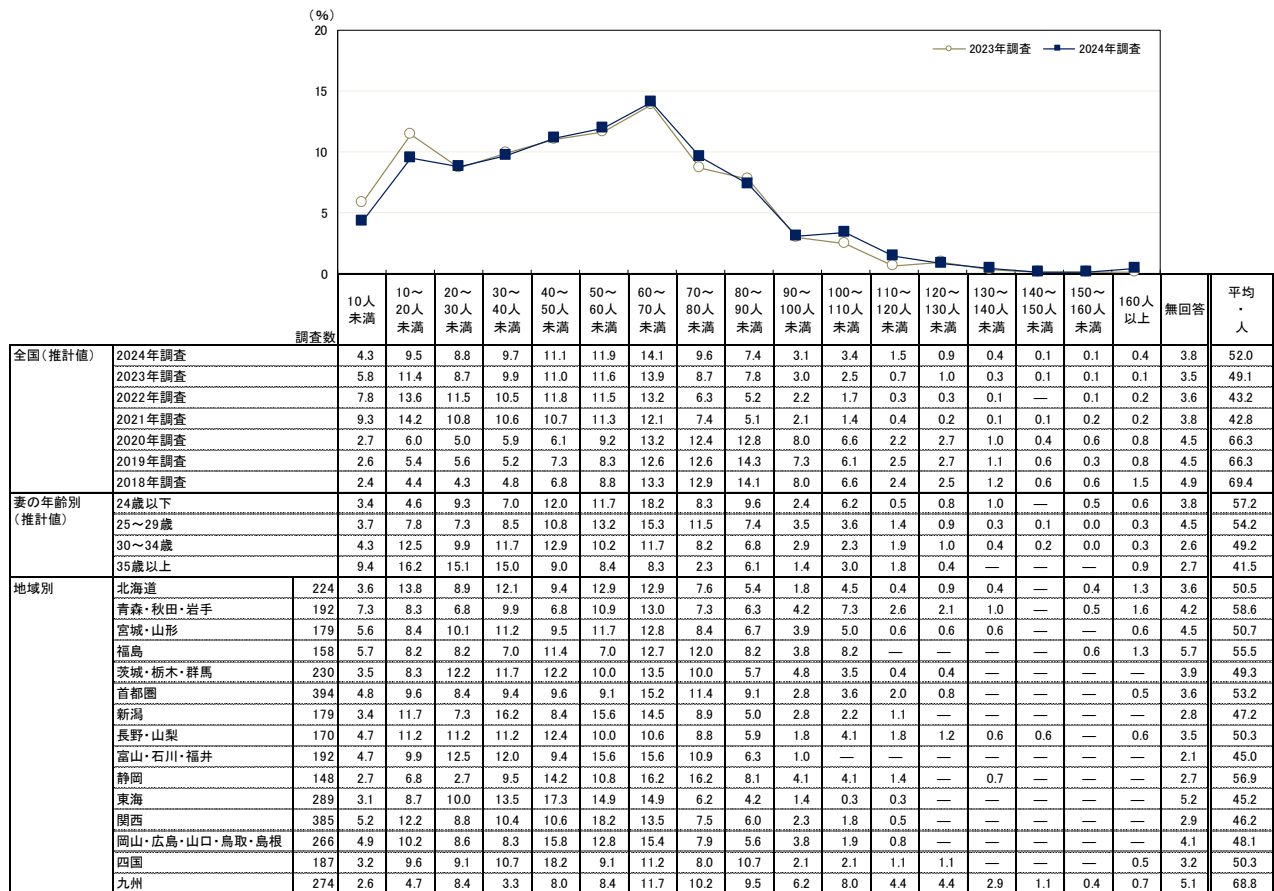 （％）
20
15
10
5
0
2023年調査 2024年調査
調査数 10人未満 10～20人未満 20～30人未満 30～40人未満 40～50人未満 50～60人未満 60～70人未満 70～80人未満 80～90人未満 90～100人未満 100～110人未満 110～120人未満 120～130人未満 130～140人未満 140～150人未満 150～160人未満 160人以上 無回答 平均・人
全国（推計値） 2024年調査 4.3 9.5 8.8 9.7 11.1 11.9 14.1 9.6 7.4 3.1 3.4 1.5 0.9 0.4 0.1 0.1 0.4 3.8 52.0
2023年調査 5.8 11.4 8.7 9.9 11.0 11.6 13.9 8.7 7.8 3.0 2.5 0.7 1.0 0.3 0.1 0.1 0.1 3.5 49.1
2022年調査 7.8 13.6 11.5 10.5 11.8 11.5 13.2 6.3 5.2 2.2 1.7 0.3 0.3 0.1 — 0.1 0.2 3.6 43.2
2021年調査 9.3 14.2 10.8 10.6 10.7 11.3 12.1 7.4 5.1 2.1 1.4 0.4 0.2 0.1 0.1 0.2 0.2 3.8 42.8
2020年調査 2.7 6.0 5.0 5.9 6.1 9.2 13.2 12.4 12.8 8.0 6.6 2.2 2.7 1.0 0.4 0.6 0.8 4.5 66.3
2019年調査 2.6 5.4 5.6 5.2 7.3 8.3 12.6 12.6 14.3 7.3 6.1 2.5 2.7 1.1 0.6 0.3 0.8 4.5 66.3
2018年調査 2.4 4.4 4.3 4.8 6.8 8.8 13.3 12.9 14.1 8.0 6.6 2.4 2.5 1.2 0.6 0.6 1.5 4.9 69.4
妻の年齢別（推計値） 24歳以下 3.4 4.6 9.3 7.0 12.0 11.7 18.2 8.3 9.6 2.4 6.2 0.5 0.8 1.0 — 0.5 0.6 3.8 57.2
25～29歳 3.7 7.8 7.3 8.5 10.8 13.2 15.3 11.5 7.4 3.5 3.6 1.4 0.9 0.3 0.1 0.0 0.3 4.5 54.2
30～34歳 4.3 12.5 9.9 11.7 12.9 10.2 11.7 8.2 6.8 2.9 2.3 1.9 1.0 0.4 0.2 0.0 0.3 2.6 49.2
35歳以上 9.4 16.2 15.1 15.0 9.0 8.4 8.3 2.3 6.1 1.4 3.0 1.8 0.4 — — — 0.9 2.7 41.5
地域別 北海道 224 3.6 13.8 8.9 12.1 9.4 12.9 12.9 7.6 5.4 1.8 4.5 0.4 0.9 0.4 — 0.4 1.3 3.6 50.5
青森・秋田・岩手 192 7.3 8.3 6.8 9.9 6.8 10.9 13.0 7.3 6.3 4.2 7.3 2.6 2.1 1.0 — 0.5 1.6 4.2 58.6
宮城・山形 179 5.6 8.4 10.1 11.2 9.5 11.7 12.8 8.4 6.7 3.9 5.0 0.6 0.6 0.6 — — 0.6 4.5 50.7
福島 158 5.7 8.2 8.2 7.0 11.4 7.0 12.7 12.0 8.2 3.8 8.2 — — — — 0.6 1.3 5.7 55.5
茨城・栃木・群馬 230 3.5 8.3 12.2 11.7 12.2 10.0 13.5 10.0 5.7 4.8 3.5 0.4 0.4 — — — — 3.9 49.3
首都圏 394 4.8 9.6 8.4 9.4 9.6 9.1 15.2 11.4 9.1 2.8 3.6 2.0 0.8 — — — 0.5 3.6 53.2
新潟 179 3.4 11.7 7.3 16.2 8.4 15.6 14.5 8.9 5.0 2.8 2.2 1.1 — — — — — 2.8 47.2
長野・山梨 170 4.7 11.2 11.2 11.2 12.4 10.0 10.6 8.8 5.9 1.8 4.1 1.8 1.2 0.6 0.6 — 0.6 3.5 50.3
富山・石川・福井 192 4.7 9.9 12.5 12.0 9.4 15.6 15.6 10.9 6.3 1.0 — — — — — — — 2.1 45.0
静岡 148 2.7 6.8 2.7 9.5 14.2 10.8 16.2 16.2 8.1 4.1 4.1 1.4 — 0.7 — — — 2.7 56.9
東海 289 3.1 8.7 10.0 13.5 17.3 14.9 14.9 6.2 4.2 1.4 0.3 0.3 — — — — — 5.2 45.2
関西 385 5.2 12.2 8.8 10.4 10.6 18.2 13.5 7.5 6.0 2.3 1.8 0.5 — — — — — 2.9 46.2
岡山・広島・山口・鳥取・島根 266 4.9 10.2 8.6 8.3 15.8 12.8 15.4 7.9 5.6 3.8 1.9 0.8 — — — — — 4.1 48.1
四国 187 3.2 9.6 9.1 10.7 18.2 9.1 11.2 8.0 10.7 2.1 2.1 1.1 1.1 — — — 0.5 3.2 50.3
九州 274 2.6 4.7 8.4 3.3 8.0 8.4 11.7 10.2 9.5 6.2 8.0 4.4 4.4 2.9 1.1 0.4 0.7 5.1 68.8